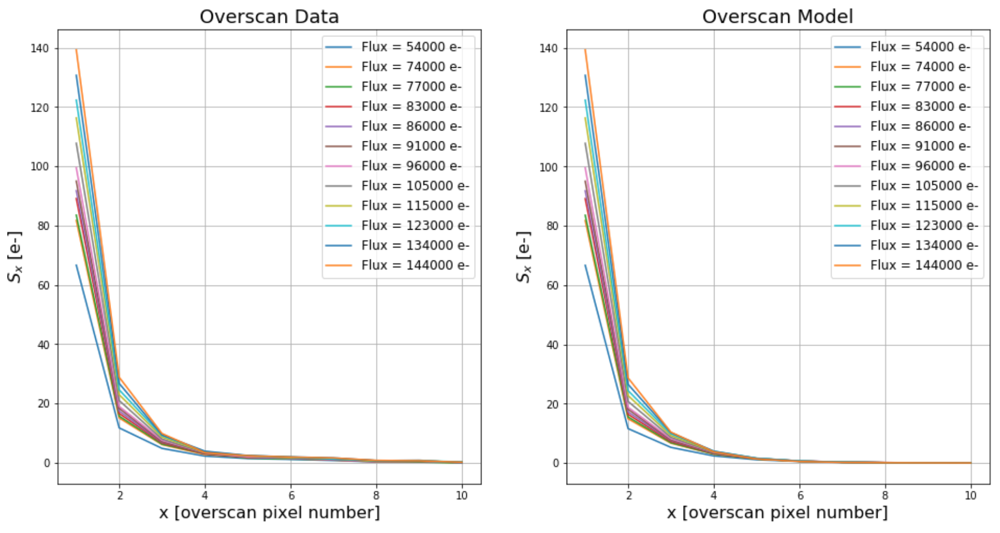 Overscan Data
140
120
100
80
60
40
20
0
2
4
6
8
10
S_x [e-]
x [overscan pixel number]
Flux = 54000 e-
Flux = 74000 e-
Flux = 77000 e-
Flux = 83000 e-
Flux = 86000 e-
Flux = 91000 e-
Flux = 96000 e-
Flux = 105000 e-
Flux = 115000 e-
Flux = 123000 e-
Flux = 134000 e-
Flux = 144000 e-
Overscan Model
140
120
100
80
60
40
20
0
2
4
6
8
10
S_x [e-]
x [overscan pixel number]
Flux = 54000 e-
Flux = 74000 e-
Flux = 77000 e-
Flux = 83000 e-
Flux = 86000 e-
Flux = 91000 e-
Flux = 96000 e-
Flux = 105000 e-
Flux = 115000 e-
Flux = 123000 e-
Flux = 134000 e-
Flux = 144000 e-